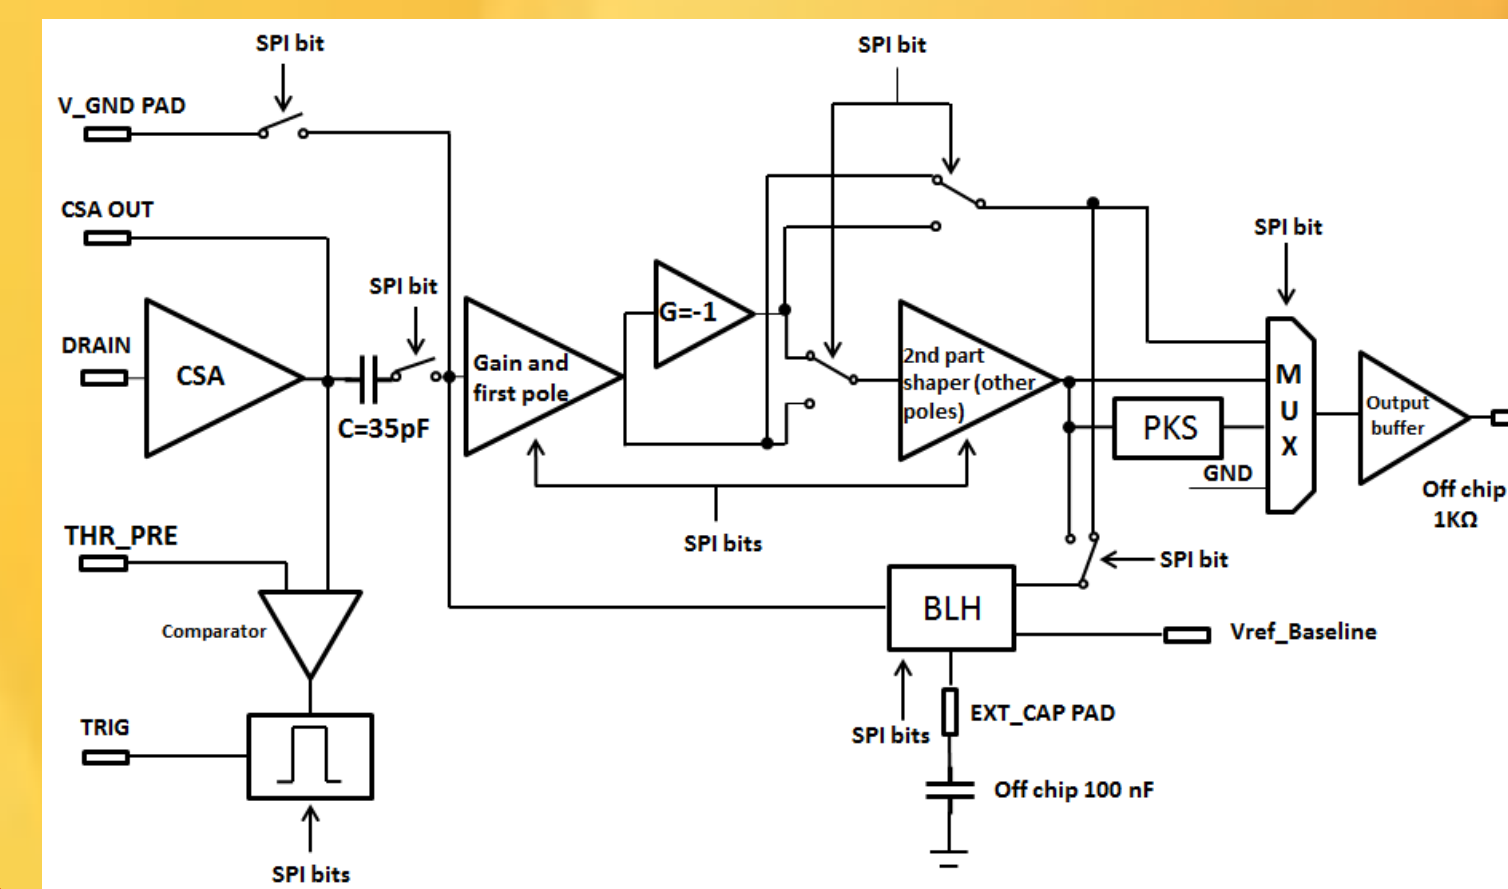 SPI bit
SPI bit
V_GND PAD
CSA OUT
SPI bit
SPI bit
G=-1
DRAIN
CSA
Gain and
first pole
2nd part
shaper (other
poles)
C=35pF
M
U
X
PKS
GND
Output
buffer
Off chip
1KΩ
THR_PRE
SPI bits
SPI bit
Comparator
BLH
Vref_Baseline
TRIG
SPI bits
EXT_CAP PAD
Off chip 100 nF
SPI bits